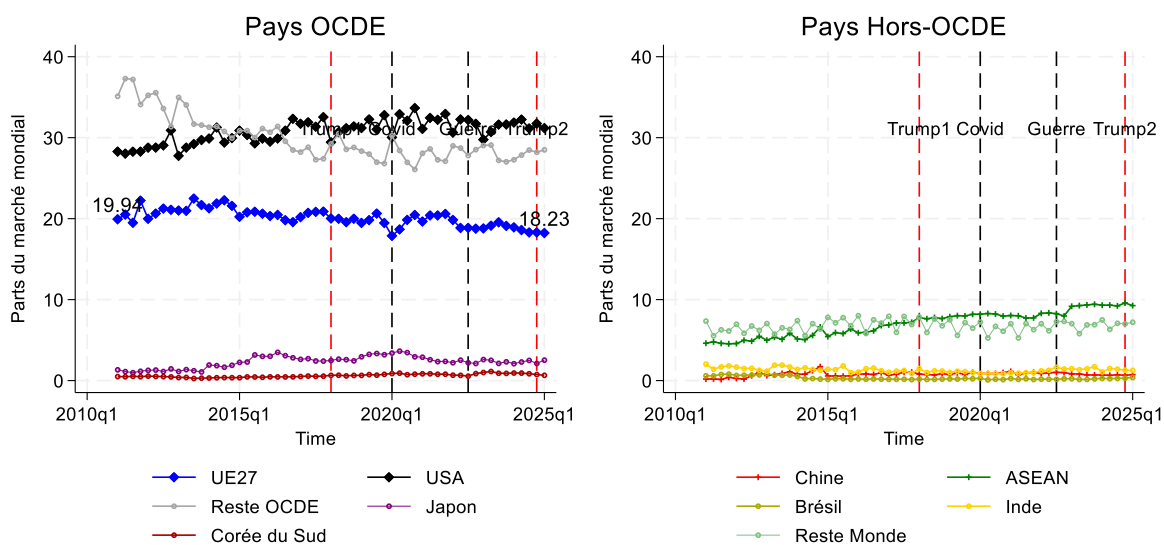 Pays OCDE
Parts du marché mondial
40
30
20
10
0
Trump1 Covid Guerre Trump2
19.94
18.23
2010q1 2015q1 2020q1 2025q1
Time
UE27 USA
Reste OCDE Japon
Corée du Sud
Pays Hors-OCDE
Parts du marché mondial
40
30
20
10
0
Trump1 Covid Guerre Trump2
2010q1 2015q1 2020q1 2025q1
Time
Chine ASEAN
Brésil Inde
Reste Monde